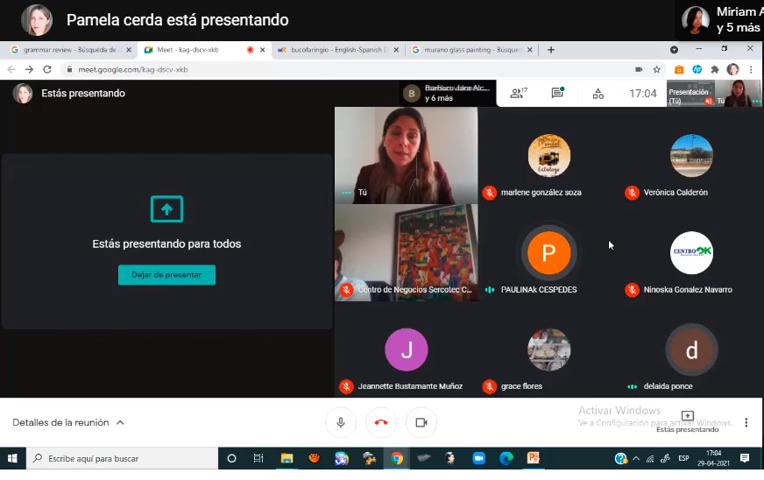 Pamela cerda está presentando
Miriam A
y 5 más
grammar review - Búsqueda de
Meet - kag-dscv-xkb
bucofaringio - English-Spanish D
murano glass painting - Búsque
meet.google.com/kag-dscv-xkb
Estás presentando
B
y 6 más
17
17:04
Presentación
(Tú)
Tú
Tú
marlene gonzález soza
Verónica Calderón
Estás presentando para todos
Dejar de presentar
P
CENTRO OK
Centro de Negocios Sercotec C...
PAULINAk CESPEDES
Ninoska Gonalez Navarro
J
d
Jeannette Bustamante Muñoz
grace flores
delaida ponce
Activar Windows
Ve a Configuración para activar Windows.
Detalles de la reunión
Estás presentando
Escribe aquí para buscar
ESP
17:04
29-04-2021